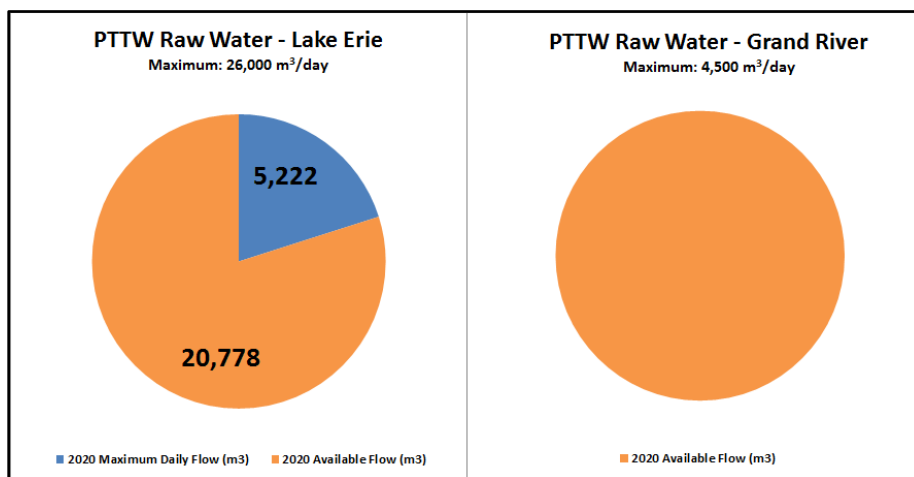 PTTW Raw Water - Lake Erie
Maximum: 26,000 m³/day
5,222
20,778
2020 Maximum Daily Flow (m3) 2020 Available Flow (m3)
PTTW Raw Water - Grand River
Maximum: 4,500 m³/day
2020 Available Flow (m3)